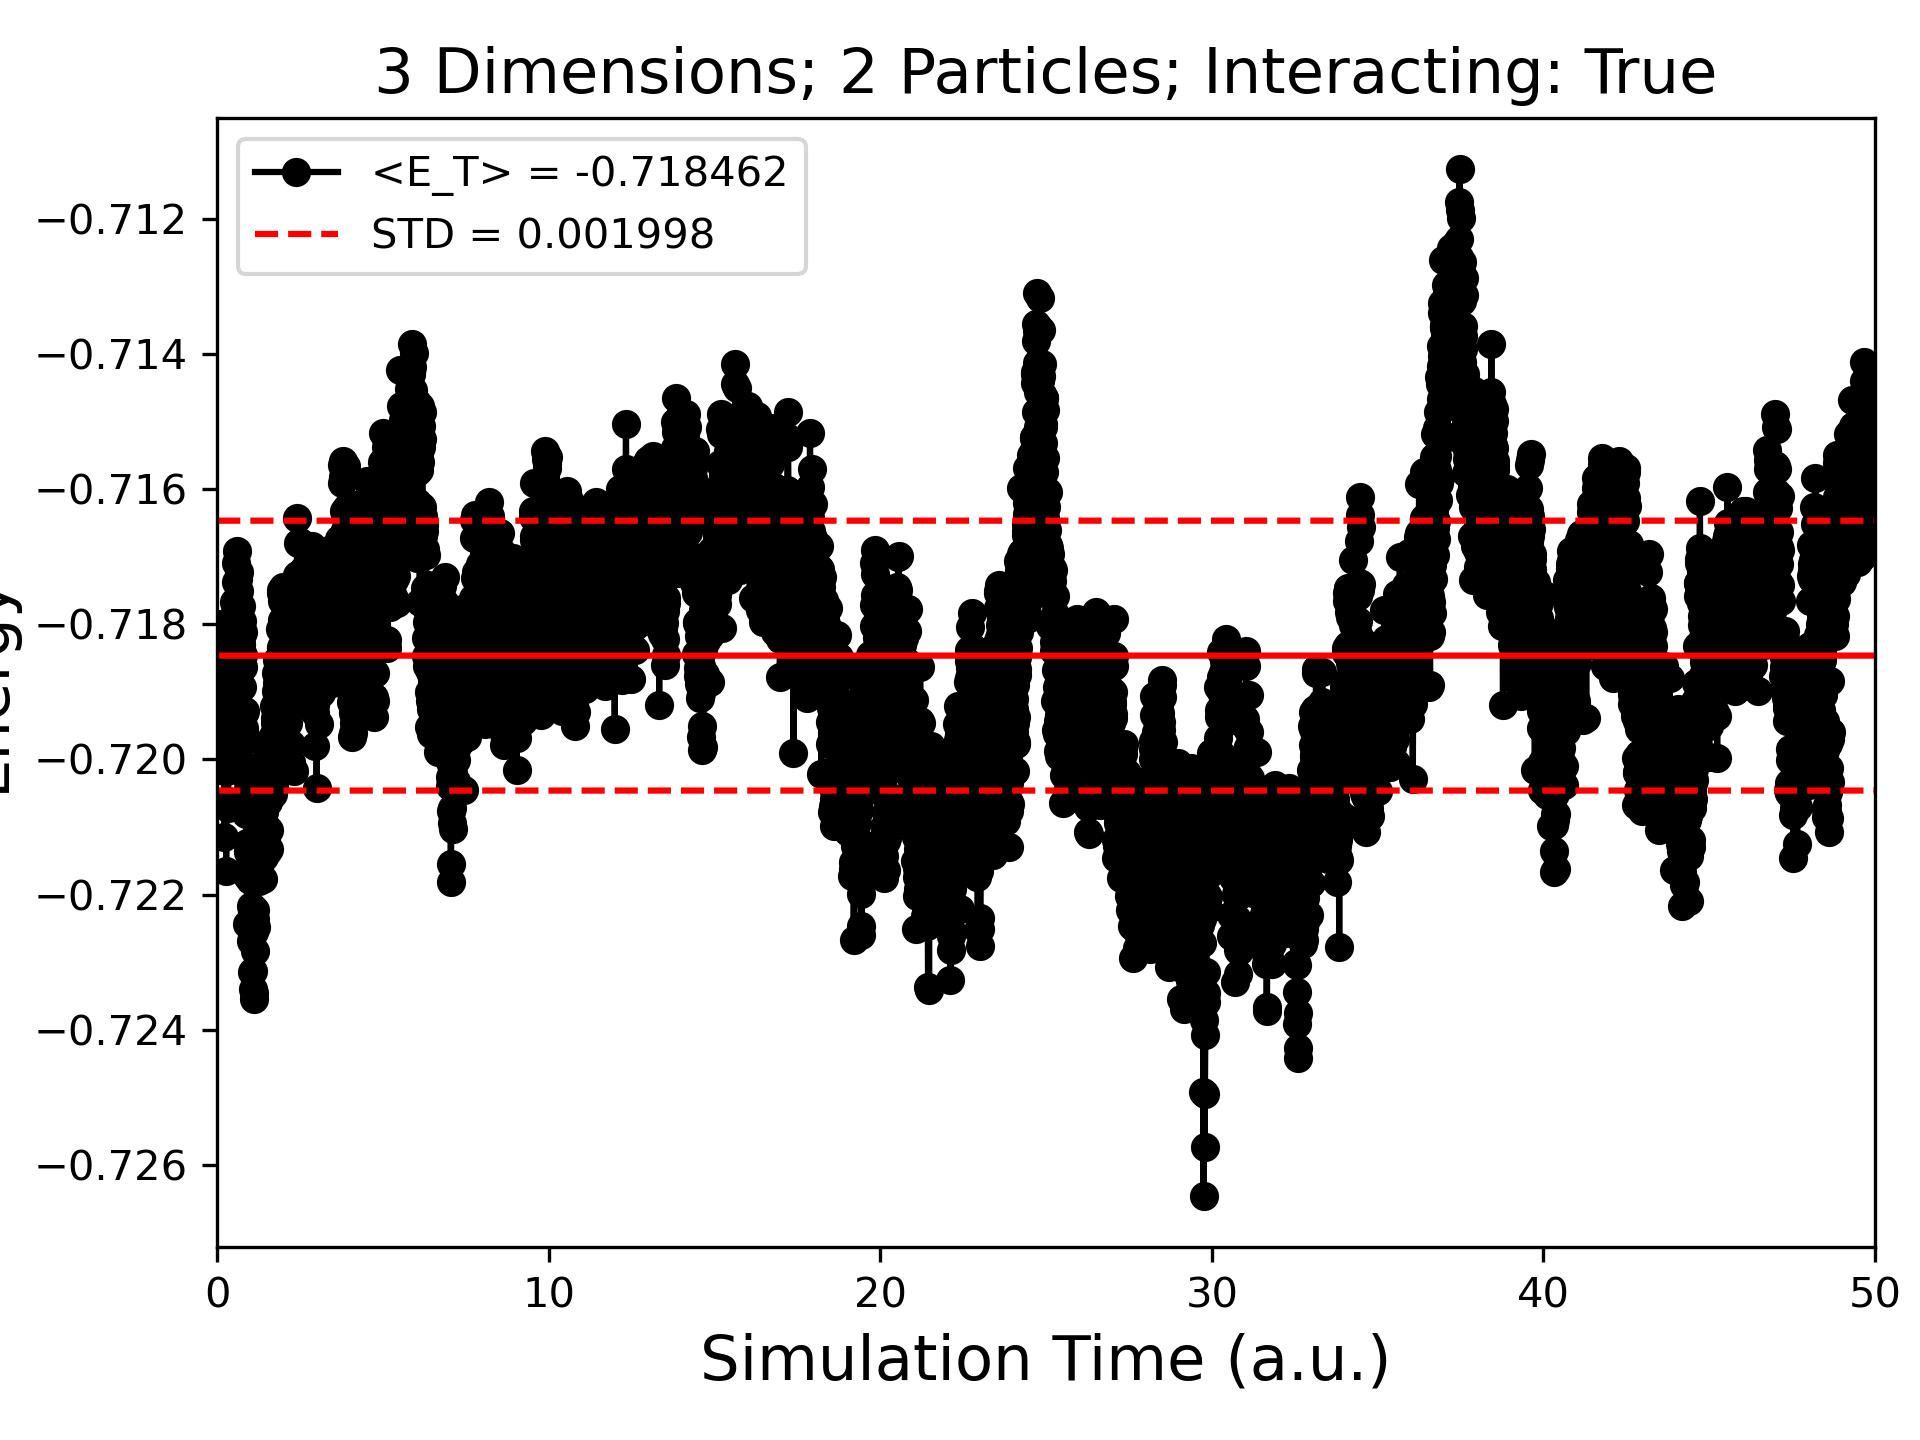 3 Dimensions; 2 Particles; Interacting: True
<E_T> = -0.718462
STD = 0.001998
−0.712
−0.714
−0.716
−0.718
−0.720
−0.722
−0.724
−0.726
Energy
0 10 20 30 40 50
Simulation Time (a.u.)